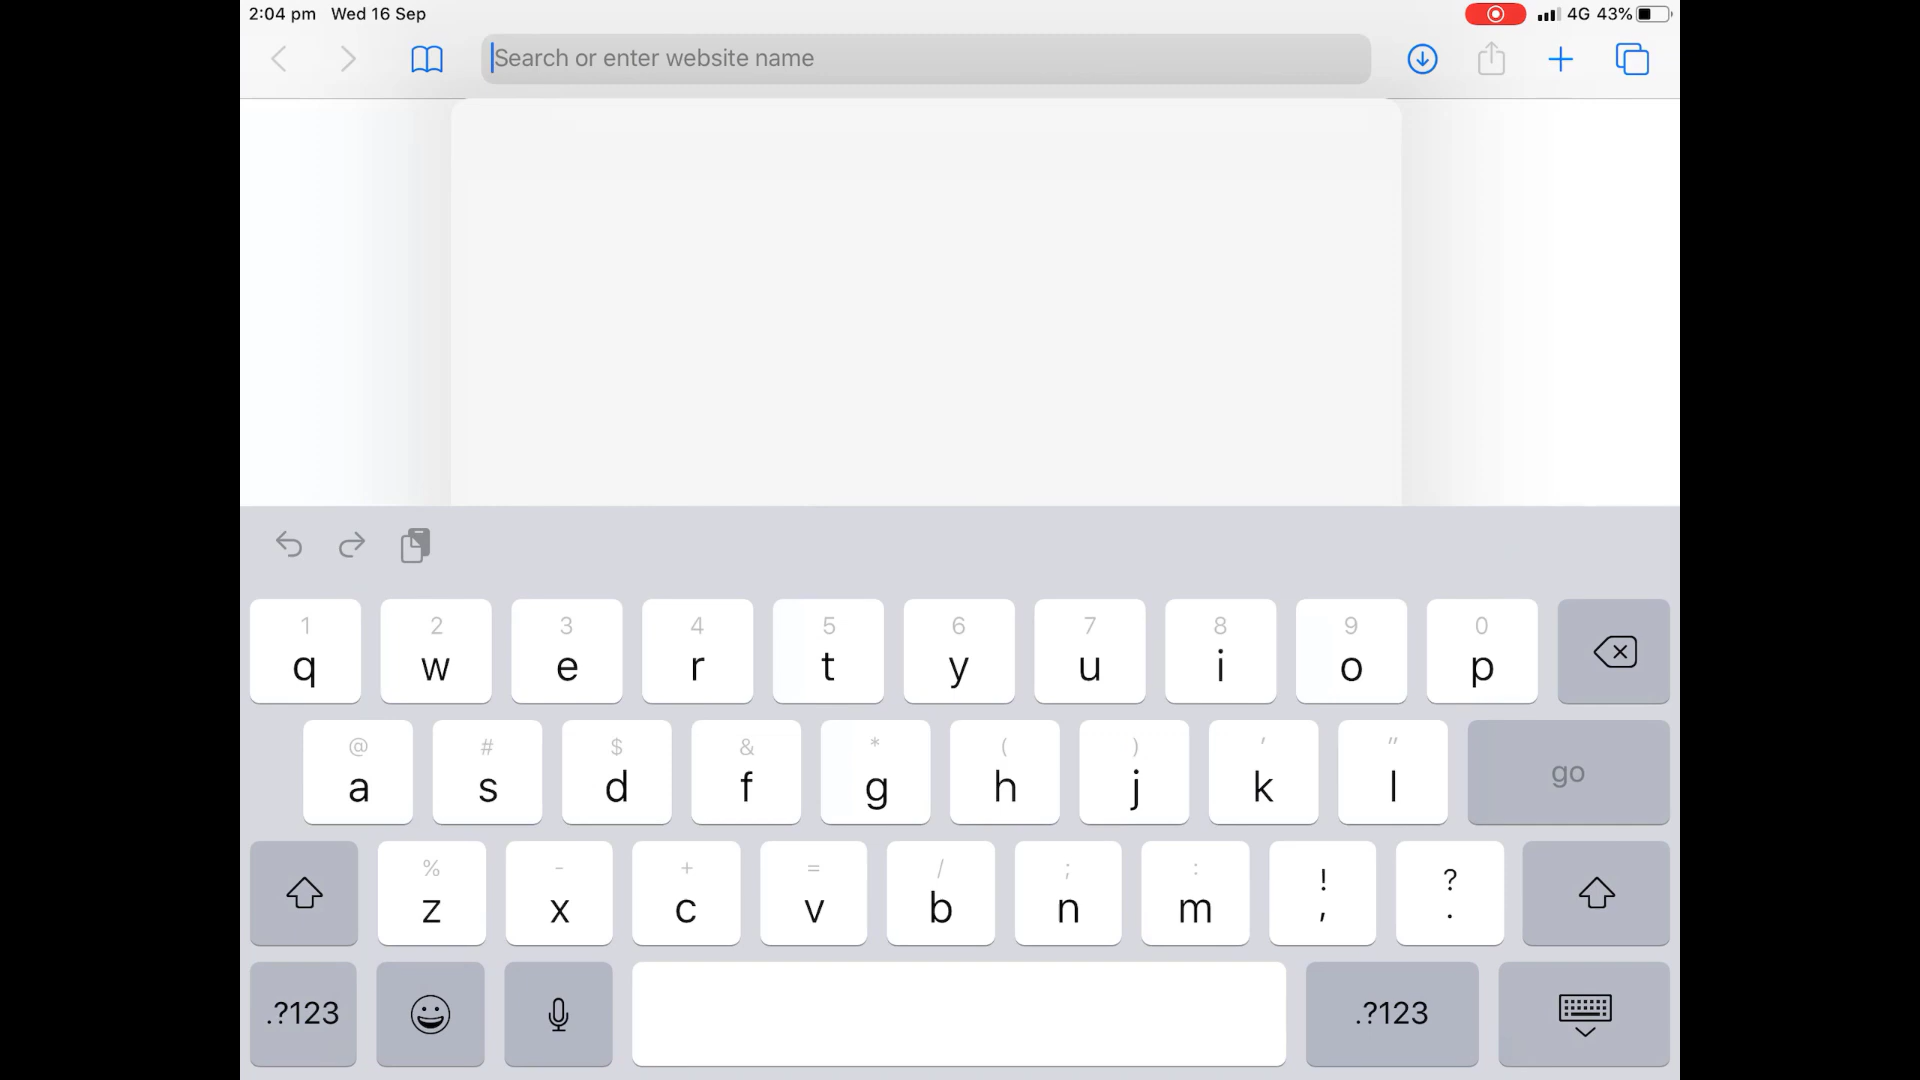 2:04 pm Wed 16 Sep 4G 43%
Search or enter website name
1 2 3 4 5 6 7 8 9 0
q w e r t y u i o p
@ # $ & * ( ) ' "
a s d f g h j k l go
% - + = / ; : ! ?
z x c v b n m , .
.?123 .?123